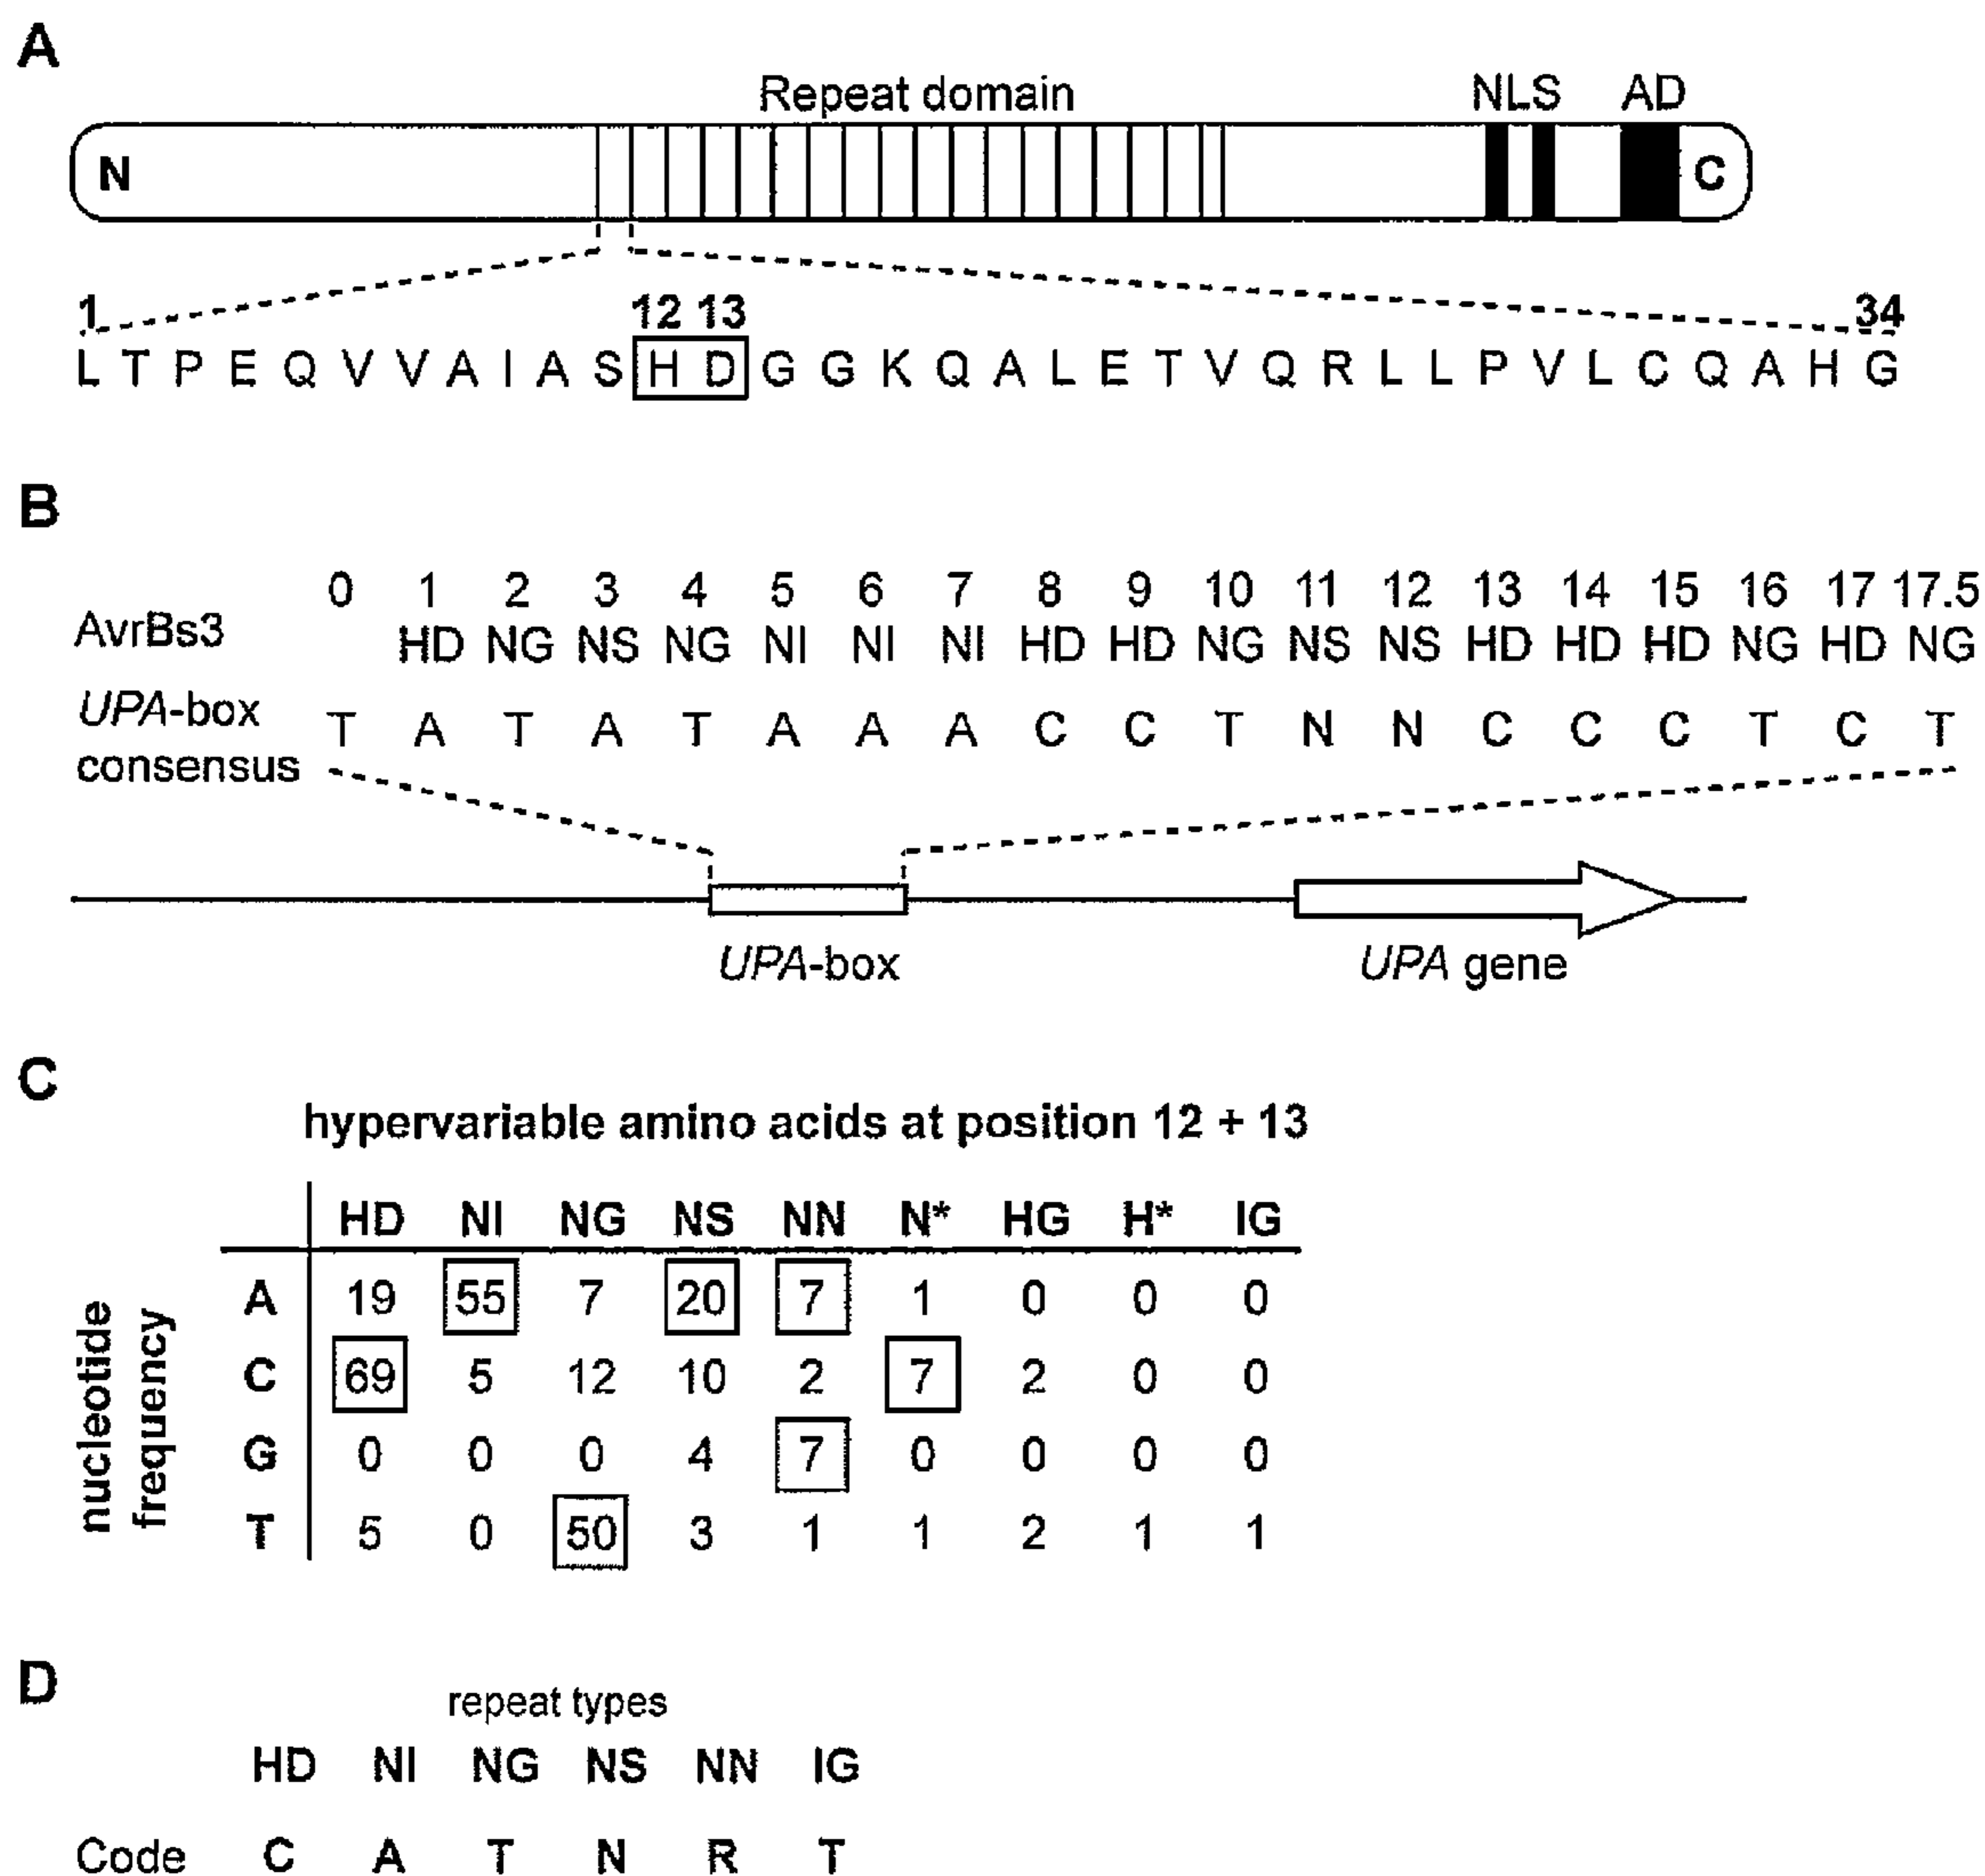 A
Repeat domain NLS AD
N C
1 12 13 34
L T P E Q V V A I A S H D G G K Q A L E T V Q R L L P V L C Q A H G
B
0 1 2 3 4 5 6 7 8 9 10 11 12 13 14 15 16 17 17.5
AvrBs3 HD NG NS NG NI NI NI HD HD NG NS NS HD HD HD NG HD NG
UPA-box
consensus
T A T A T A A A C C T N N C C C T C T
UPA-box UPA gene
C
hypervariable amino acids at position 12 + 13
HD NI NG NS NN N* HG H* IG
nucleotide
frequency
A 19 55 7 20 7 1 0 0 0
C 69 5 12 10 2 7 2 0 0
G 0 0 0 4 7 0 0 0 0
T 5 0 50 3 1 1 2 1 1
D
repeat types
HD NI NG NS NN IG
Code C A T N R T